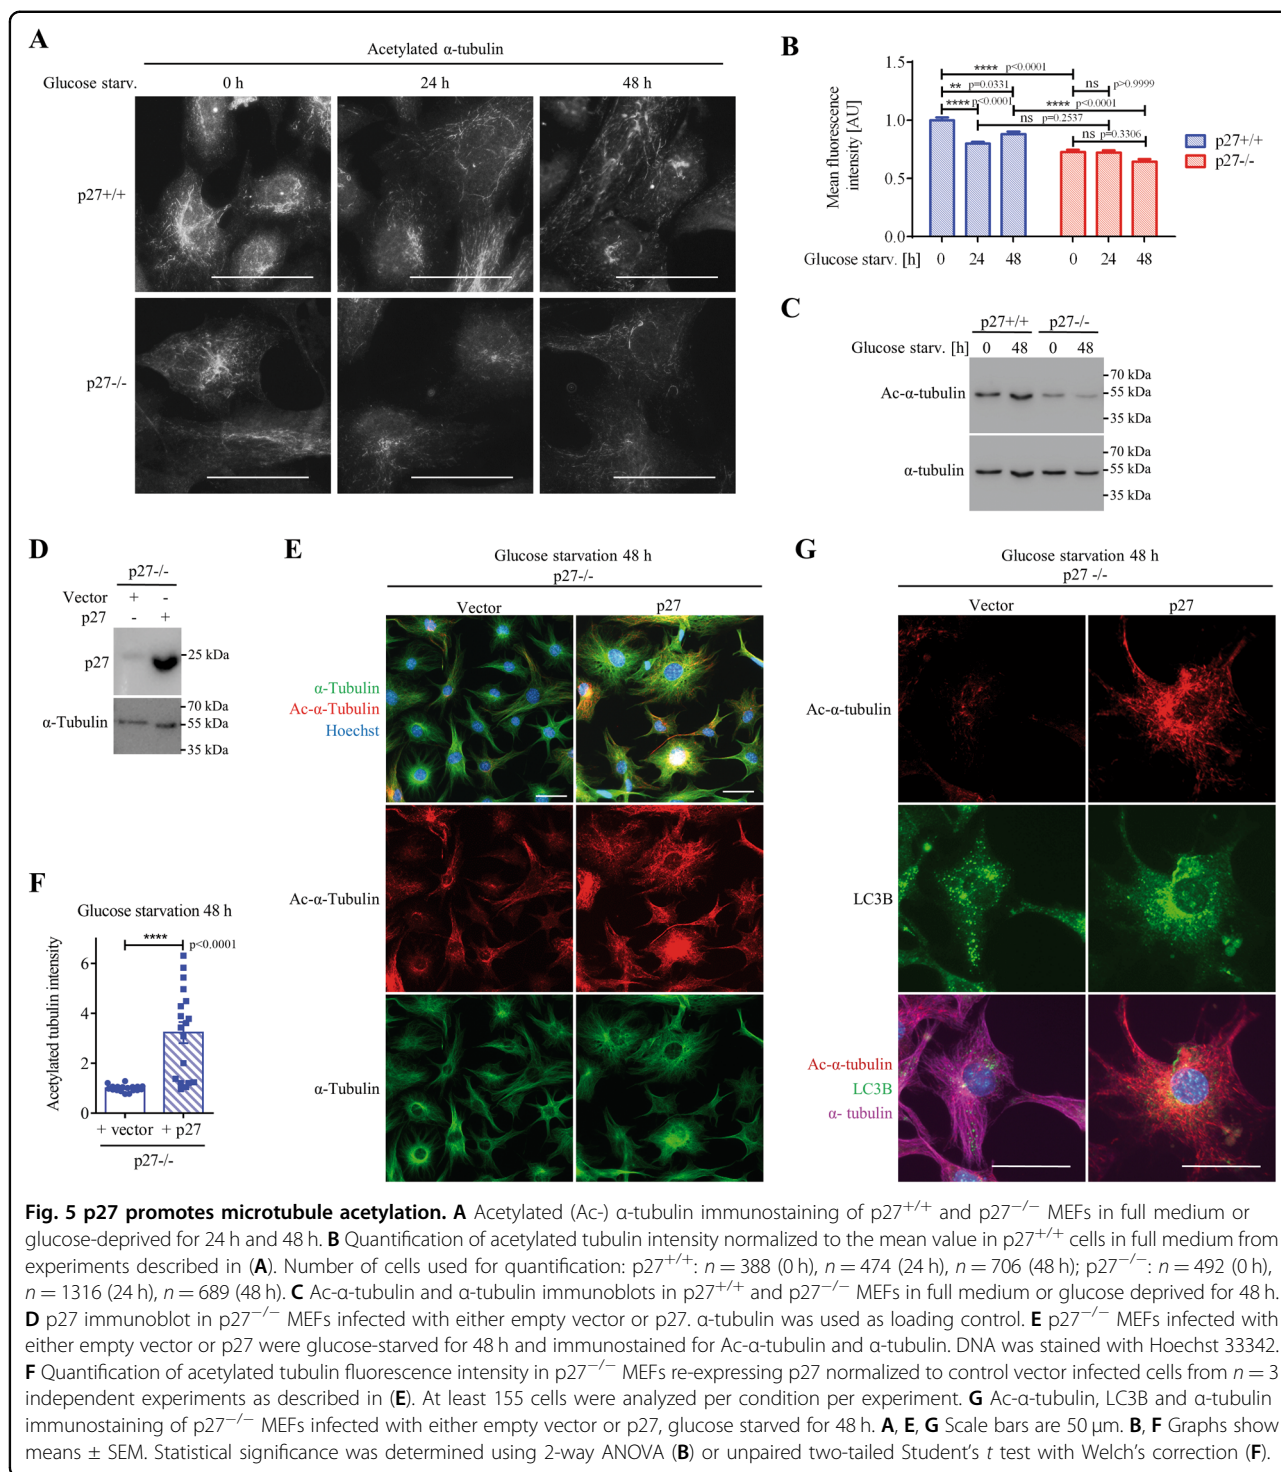 A
Acetylated α-tubulin
Glucose starv.
0 h
24 h
48 h
p27+/+
p27-/-
B
Mean fluorescence
intensity [AU]
1.5
1.0
0.5
0.0
**** p<0.0001
ns p>0.9999
** p=0.0331
**** p<0.0001
**** p<0.0001
ns p=0.2537
ns p=0.3306
p27+/+
p27-/-
Glucose starv. [h]
0 24 48 0 24 48
C
p27+/+ p27-/-
Glucose starv. [h] 0 48 0 48
Ac-α-tubulin
70 kDa
55 kDa
35 kDa
α-tubulin
70 kDa
55 kDa
35 kDa
D
p27-/-
Vector + -
p27 - +
p27
25 kDa
α-Tubulin
70 kDa
55 kDa
35 kDa
E
Glucose starvation 48 h
p27-/-
Vector
p27
α-Tubulin
Ac-α-Tubulin
Hoechst
Ac-α-Tubulin
α-Tubulin
F
Glucose starvation 48 h
**** p<0.0001
Acetylated tubulin intensity
6
4
2
0
+ vector + p27
p27-/-
G
Glucose starvation 48 h
p27 -/-
Vector
p27
Ac-α-tubulin
LC3B
Ac-α-tubulin
LC3B
α- tubulin
Fig. 5 p27 promotes microtubule acetylation. A Acetylated (Ac-) α-tubulin immunostaining of p27+/+ and p27−/− MEFs in full medium or
glucose-deprived for 24 h and 48 h. B Quantification of acetylated tubulin intensity normalized to the mean value in p27+/+ cells in full medium from
experiments described in (A). Number of cells used for quantification: p27+/+: n = 388 (0 h), n = 474 (24 h), n = 706 (48 h); p27−/−: n = 492 (0 h),
n = 1316 (24 h), n = 689 (48 h). C Ac-α-tubulin and α-tubulin immunoblots in p27+/+ and p27−/− MEFs in full medium or glucose deprived for 48 h.
D p27 immunoblot in p27−/− MEFs infected with either empty vector or p27. α-tubulin was used as loading control. E p27−/− MEFs infected with
either empty vector or p27 were glucose-starved for 48 h and immunostained for Ac-α-tubulin and α-tubulin. DNA was stained with Hoechst 33342.
F Quantification of acetylated tubulin fluorescence intensity in p27−/− MEFs re-expressing p27 normalized to control vector infected cells from n = 3
independent experiments as described in (E). At least 155 cells were analyzed per condition per experiment. G Ac-α-tubulin, LC3B and α-tubulin
immunostaining of p27−/− MEFs infected with either empty vector or p27, glucose starved for 48 h. A, E, G Scale bars are 50 µm. B, F Graphs show
means ± SEM. Statistical significance was determined using 2-way ANOVA (B) or unpaired two-tailed Student's t test with Welch's correction (F).